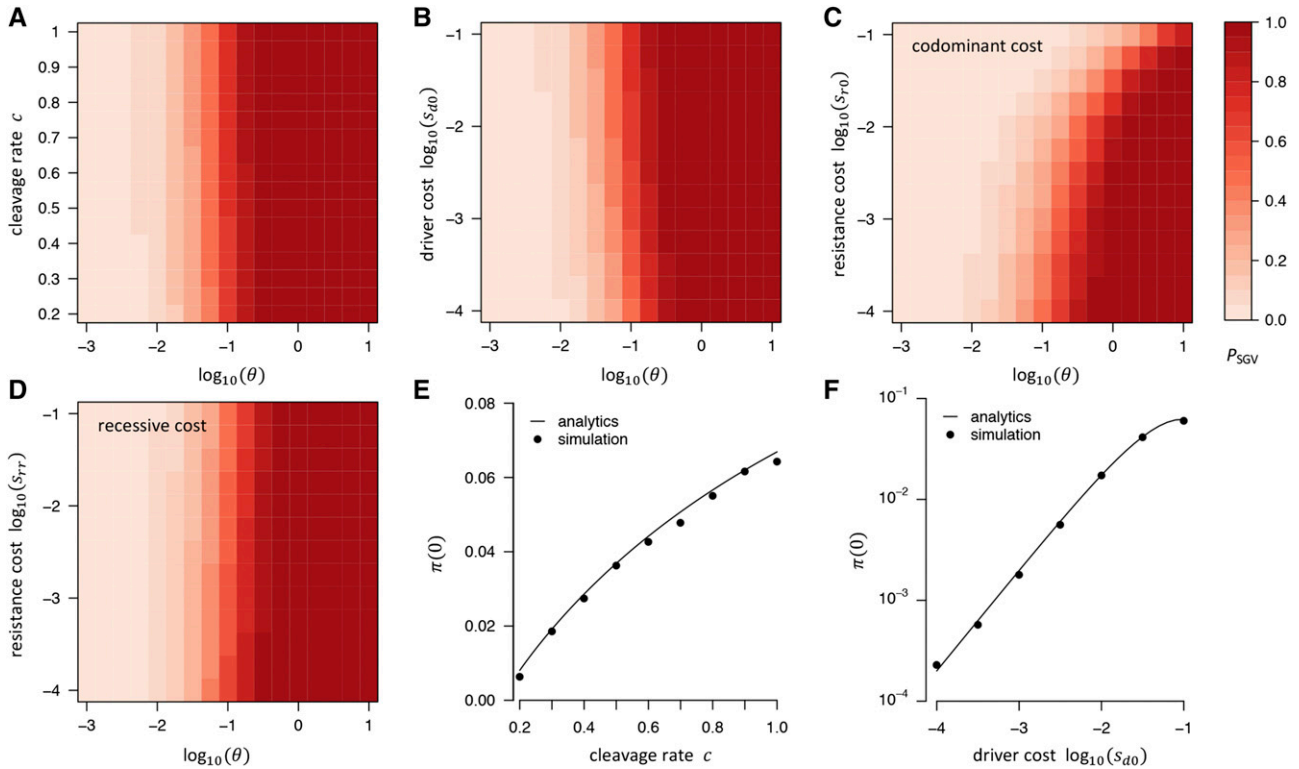 A
1
0.9
0.8
0.7
0.6
0.5
0.4
0.3
0.2
cleavage rate c
−3 −2 −1 0 1
log10(θ)
B
−1
−2
−3
−4
driver cost log10(sd0)
−3 −2 −1 0 1
log10(θ)
C
codominant cost
−1
−2
−3
−4
resistance cost log10(sr0)
−3 −2 −1 0 1
log10(θ)
1.0
0.8
0.6
0.4
0.2
0.0
PSGV
D
recessive cost
−1
−2
−3
−4
resistance cost log10(srr)
−3 −2 −1 0 1
log10(θ)
E
analytics
simulation
0.08
0.06
0.04
0.02
0.00
π(0)
0.2 0.4 0.6 0.8 1.0
cleavage rate c
F
analytics
simulation
10−1
10−2
10−3
10−4
π(0)
−4 −3 −2 −1
driver cost log10(sd0)